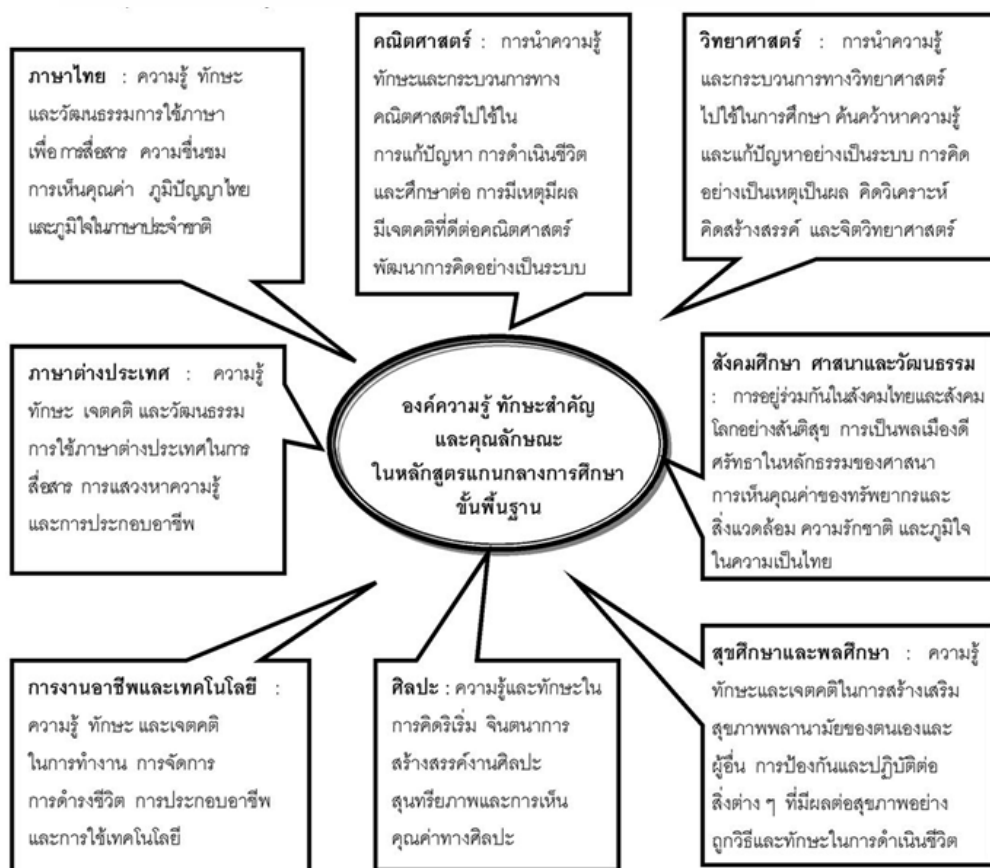 ภาษาไทย : ความรู้ ทักษะ
และวัฒนธรรมการใช้ภาษา
เพื่อการสื่อสาร ความชื่นชม
การเห็นคุณค่า ภูมิปัญญาไทย
และภูมิใจในภาษาประจำชาติ
คณิตศาสตร์ : การนำความรู้
ทักษะและกระบวนการทาง
คณิตศาสตร์ไปใช้ใน
การแก้ปัญหา การดำเนินชีวิต
และศึกษาต่อ การมีเหตุมีผล
มีเจตคติที่ดีต่อคณิตศาสตร์
พัฒนาการคิดอย่างเป็นระบบ
วิทยาศาสตร์ : การนำความรู้
และกระบวนการทางวิทยาศาสตร์
ไปใช้ในการศึกษา ค้นคว้าหาความรู้
และแก้ปัญหาอย่างเป็นระบบ การคิด
อย่างเป็นเหตุเป็นผล คิดวิเคราะห์
คิดสร้างสรรค์ และจิตวิทยาศาสตร์
ภาษาต่างประเทศ : ความรู้
ทักษะ เจตคติ และวัฒนธรรม
การใช้ภาษาต่างประเทศในการ
สื่อสาร การแสวงหาความรู้
และการประกอบอาชีพ
องค์ความรู้ ทักษะสำคัญ
และคุณลักษณะ
ในหลักสูตรแกนกลางการศึกษา
ขั้นพื้นฐาน
สังคมศึกษา ศาสนาและวัฒนธรรม
: การอยู่ร่วมกันในสังคมไทยและสังคม
โลกอย่างสันติสุข การเป็นพลเมืองดี
ศรัทธาในหลักธรรมของศาสนา
การเห็นคุณค่าของทรัพยากรและ
สิ่งแวดล้อม ความรักชาติ และภูมิใจ
ในความเป็นไทย
การงานอาชีพและเทคโนโลยี :
ความรู้ ทักษะ และเจตคติ
ในการทำงาน การจัดการ
การดำรงชีวิต การประกอบอาชีพ
และการใช้เทคโนโลยี
ศิลปะ : ความรู้และทักษะใน
การคิดริเริ่ม จินตนาการ
สร้างสรรค์งานศิลปะ
สุนทรียภาพและการเห็น
คุณค่าทางศิลปะ
สุขศึกษาและพลศึกษา : ความรู้
ทักษะและเจตคติในการสร้างเสริม
สุขภาพพลานามัยของตนเองและ
ผู้อื่น การป้องกันและปฏิบัติต่อ
สิ่งต่าง ๆ ที่มีผลต่อสุขภาพอย่าง
ถูกวิธีและทักษะในการดำเนินชีวิต